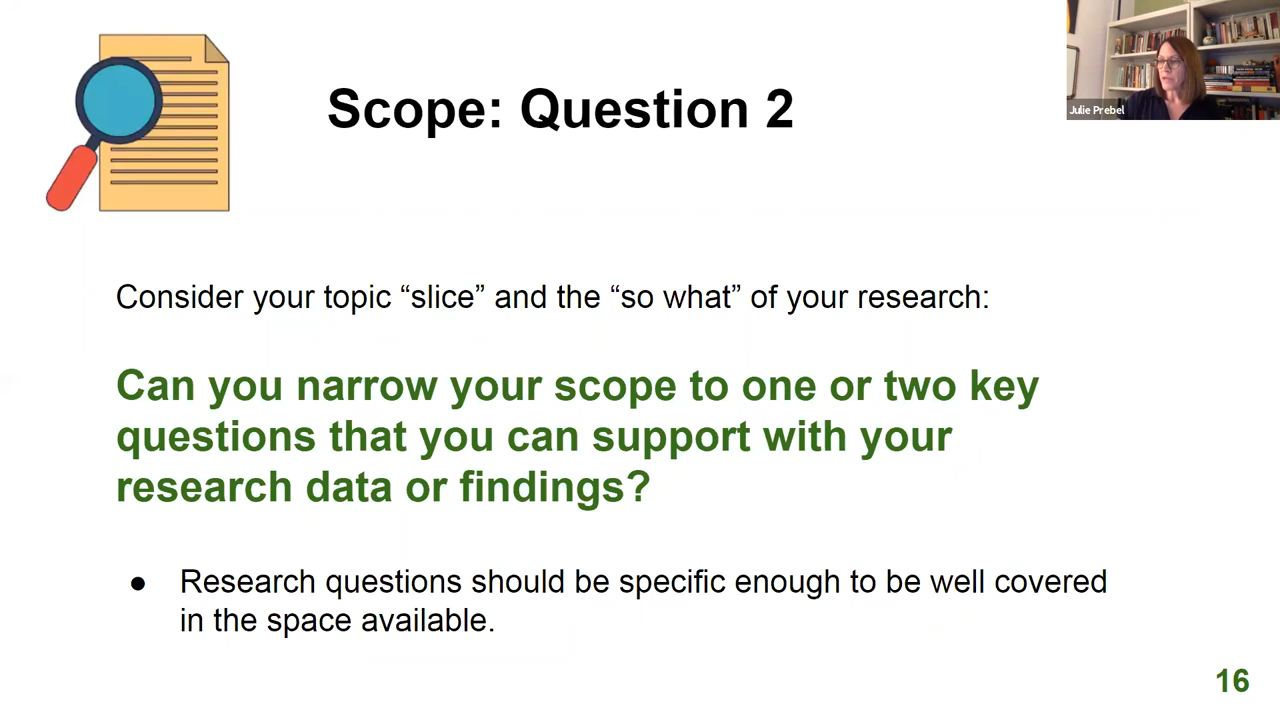 Scope: Question 2
Julie Prebel
Consider your topic “slice” and the “so what” of your research:
Can you narrow your scope to one or two key
questions that you can support with your
research data or findings?
● Research questions should be specific enough to be well covered
in the space available.
16